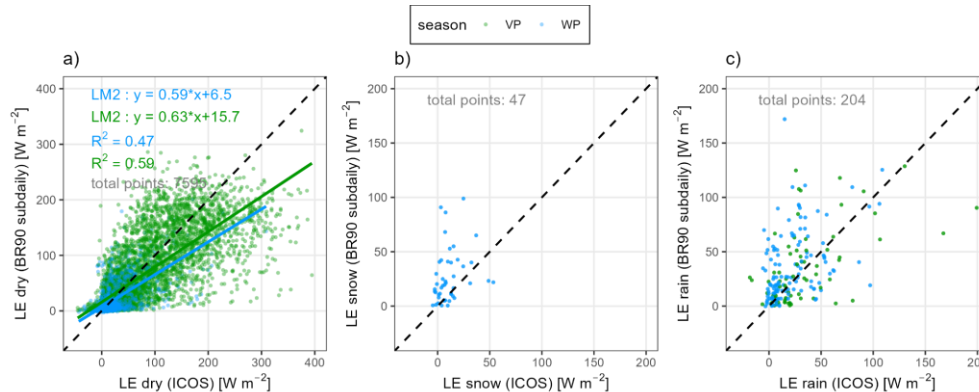 season VP WP
a)
b)
c)
LM2 : y = 0.59*x+6.5
LM2 : y = 0.63*x+15.7
R² = 0.47
R² = 0.59
total points: 7595
total points: 47
total points: 204
400
300
200
100
0
0 100 200 300 400
LE dry (ICOS) [W m⁻²]
LE dry (BR90 subdaily) [W m⁻²]
200
150
100
50
0
0 50 100 150 200
LE snow (ICOS) [W m⁻²]
LE snow (BR90 subdaily) [W m⁻²]
200
150
100
50
0
0 50 100 150 200
LE rain (ICOS) [W m⁻²]
LE rain (BR90 subdaily) [W m⁻²]